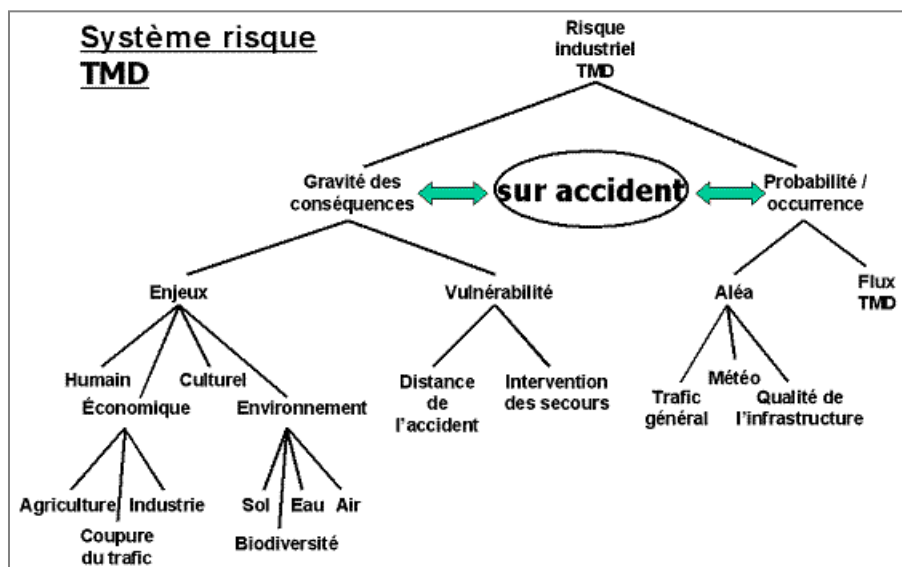 Système risque
TMD
Risque
industriel
TMD
Gravité des
conséquences
sur accident
Probabilité /
occurrence
Enjeux
Vulnérabilité
Aléa
Flux
TMD
Humain
Culturel
Économique
Environnement
Distance
de
l'accident
Intervention
des secours
Trafic
général
Météo
Qualité de
l'infrastructure
Agriculture
Industrie
Coupure
du trafic
Sol
Eau
Air
Biodiversité